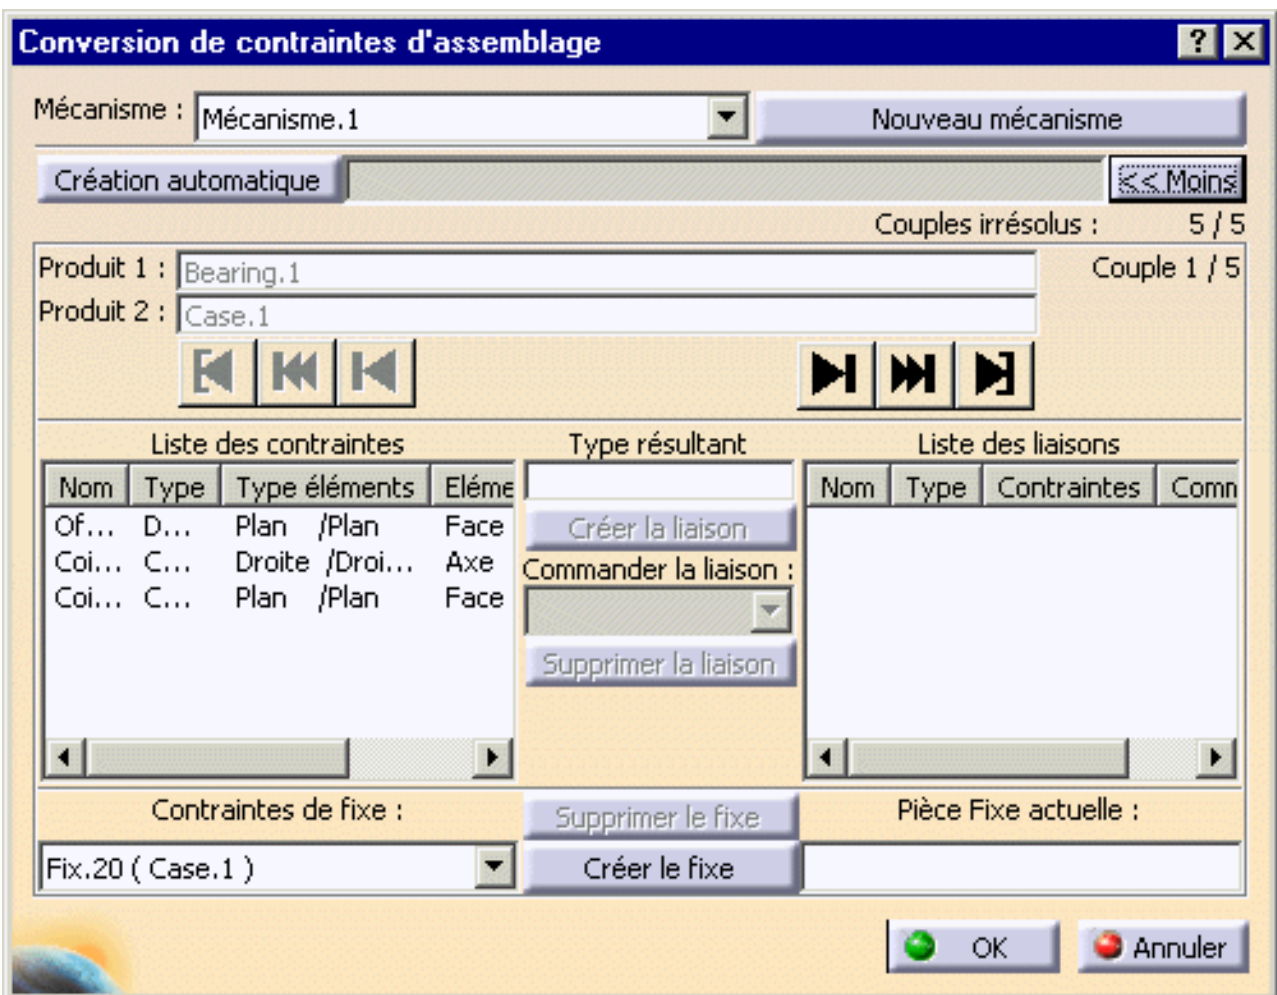 Conversion de contraintes d'assemblage
Mécanisme : Mécanisme.1 Nouveau mécanisme
Création automatique << Moins
Couples irrésolus : 5 / 5
Produit 1 : Bearing.1 Couple 1 / 5
Produit 2 : Case.1
Liste des contraintes Type résultant Liste des liaisons
Nom Type Type éléments Eléme Nom Type Contraintes Comm
Of... D... Plan /Plan Face Créer la liaison
Coi... C... Droite /Droi... Axe Commander la liaison :
Coi... C... Plan /Plan Face
Supprimer la liaison
Contraintes de fixe : Supprimer le fixe Pièce Fixe actuelle :
Fix.20 ( Case.1 ) Créer le fixe
OK Annuler